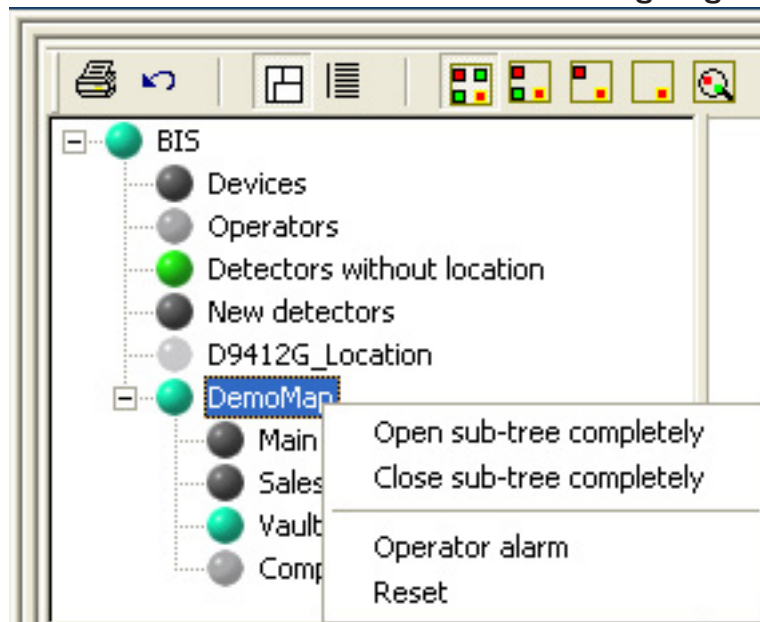 BIS
Devices
Operators
Detectors without location
New detectors
D9412G_Location
DemoMap
Main
Open sub-tree completely
Sales
Close sub-tree completely
Vault
Operator alarm
Reset